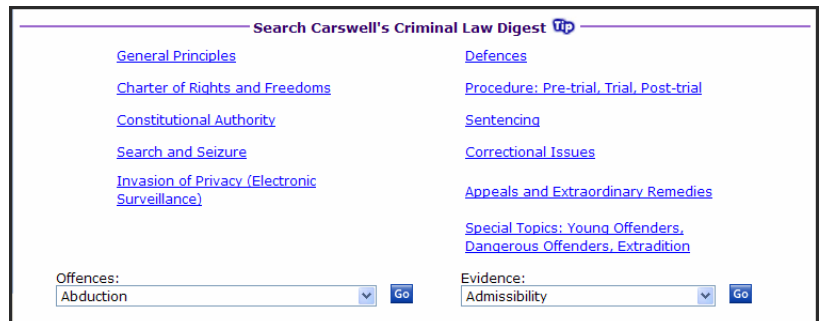 Search Carswell's Criminal Law Digest Tip
General Principles
Charter of Rights and Freedoms
Constitutional Authority
Search and Seizure
Invasion of Privacy (Electronic
Surveillance)
Defences
Procedure: Pre-trial, Trial, Post-trial
Sentencing
Correctional Issues
Appeals and Extraordinary Remedies
Special Topics: Young Offenders,
Dangerous Offenders, Extradition
Offences:
Abduction Go
Evidence:
Admissibility Go